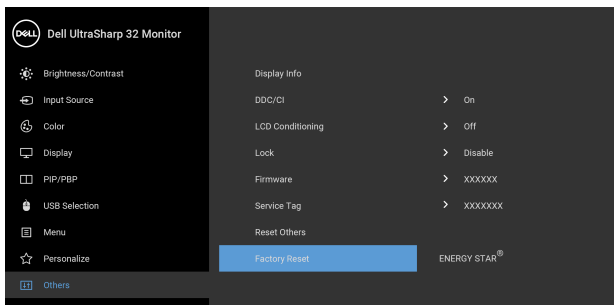 DELL Dell UltraSharp 32 Monitor
Brightness/Contrast Display Info
Input Source DDC/CI > On
Color LCD Conditioning > Off
Display Lock > Disable
PIP/PBP Firmware > XXXXXX
USB Selection Service Tag > XXXXXXX
Menu Reset Others
Personalize Factory Reset ENERGY STAR®
Others